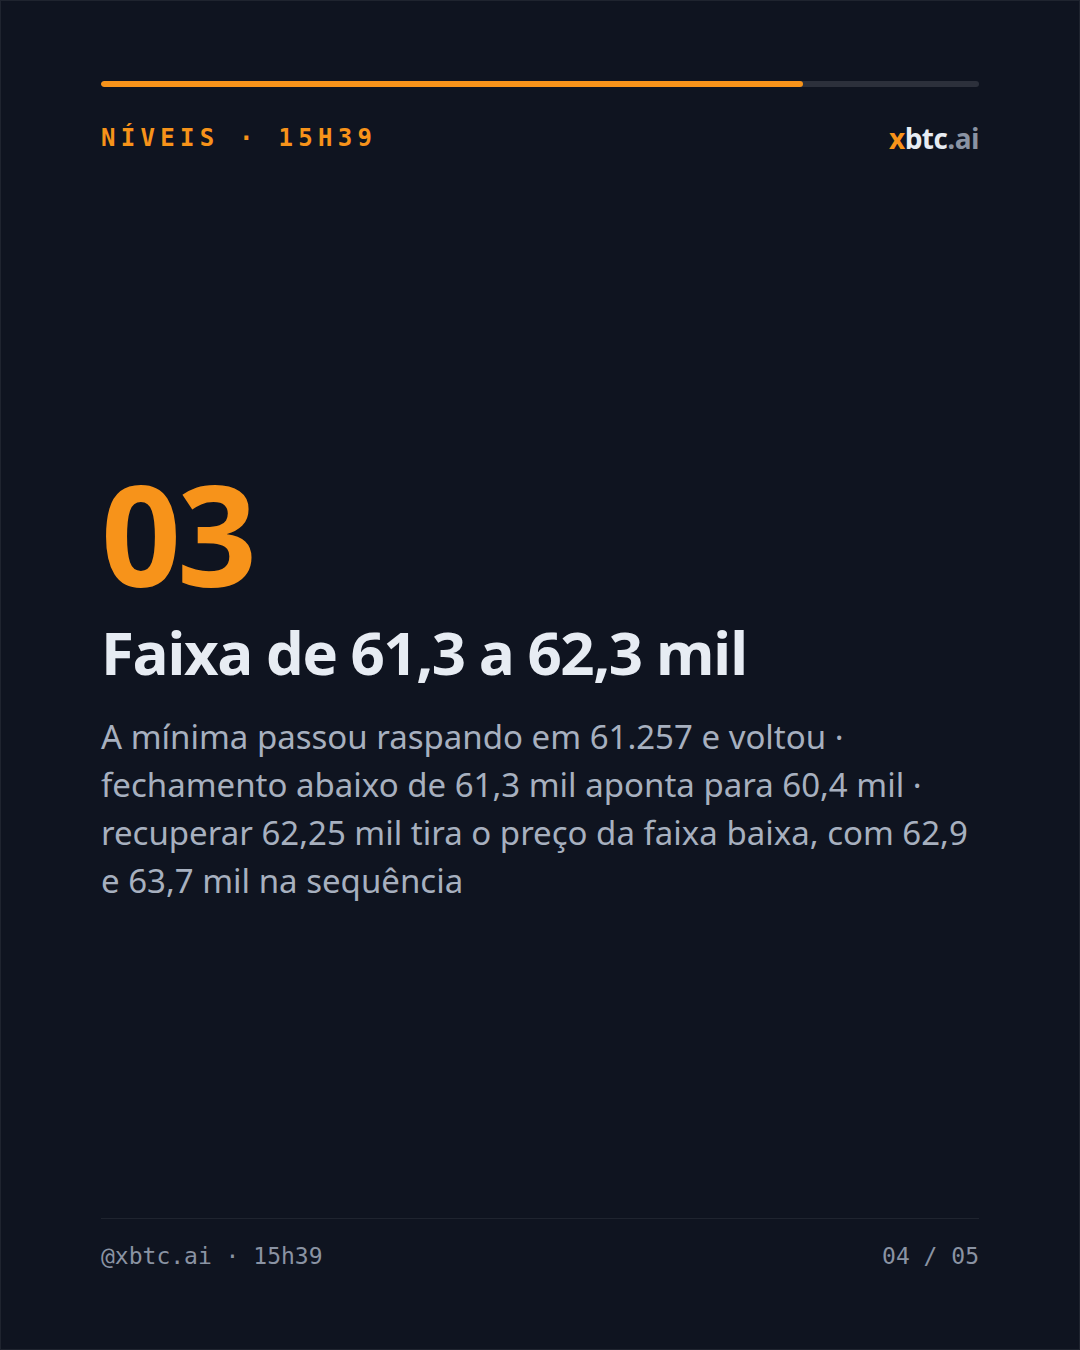 NÍVEIS · 15H39
xbtc.ai
03
Faixa de 61,3 a 62,3 mil
A mínima passou raspando em 61.257 e voltou ·
fechamento abaixo de 61,3 mil aponta para 60,4 mil ·
recuperar 62,25 mil tira o preço da faixa baixa, com 62,9
e 63,7 mil na sequência
@xbtc.ai · 15h39
04 / 05